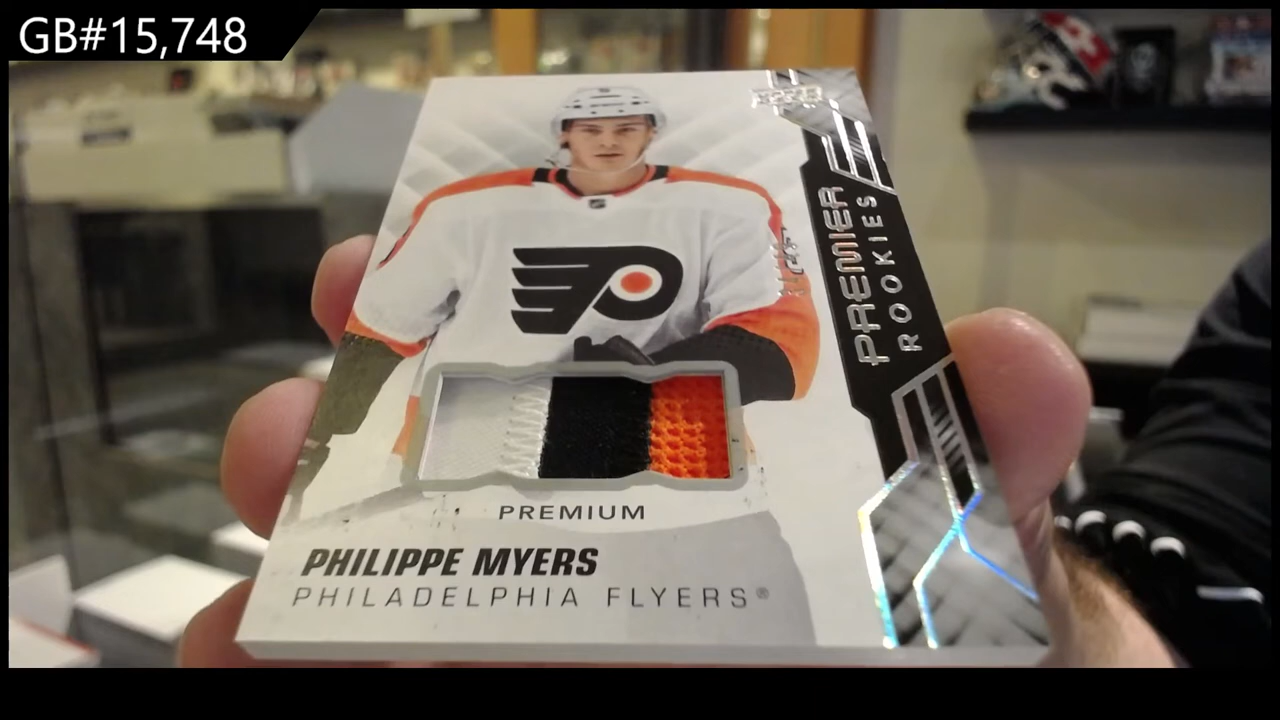 GB#15,748
PREMIER
ROOKIES
PREMIUM
PHILIPPE MYERS
PHILADELPHIA FLYERS®